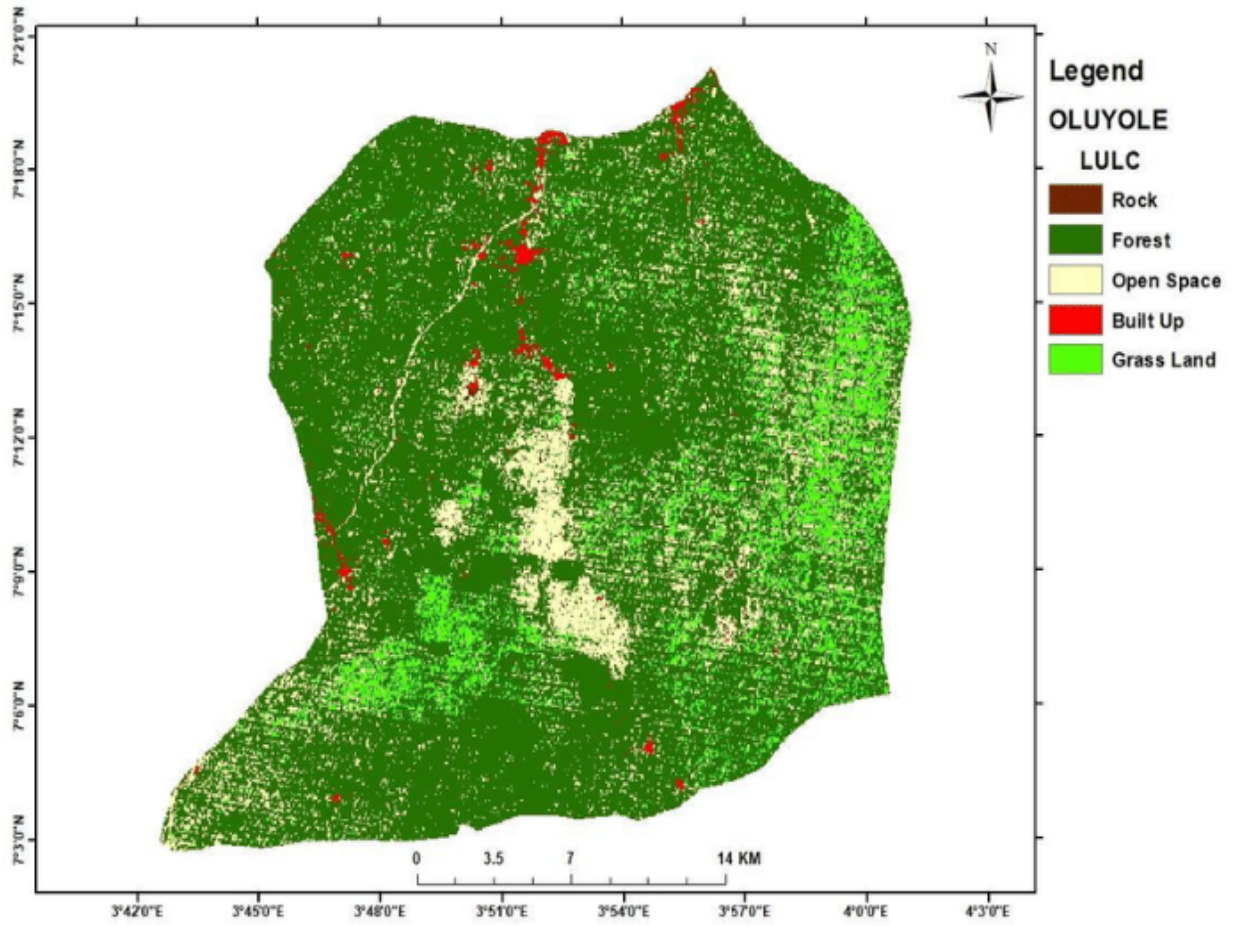 N
Legend
OLUYOLE
LULC
Rock
Forest
Open Space
Built Up
Grass Land
7°21'0"N
7°18'0"N
7°15'0"N
7°12'0"N
7°9'0"N
7°6'0"N
7°3'0"N
0 3.5 7 14 KM
3°42'0"E 3°45'0"E 3°48'0"E 3°51'0"E 3°54'0"E 3°57'0"E 4°0'0"E 4°3'0"E